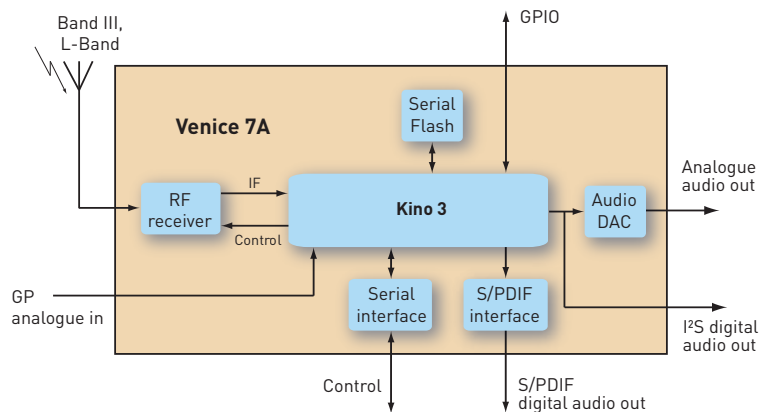 Band III,
L-Band
GPIO
Venice 7A
Serial
Flash
Analogue
audio out
RF
receiver
IF
Control
Kino 3
Audio
DAC
GP
analogue in
Serial
interface
S/PDIF
interface
I²S digital
audio out
Control
S/PDIF
digital audio out